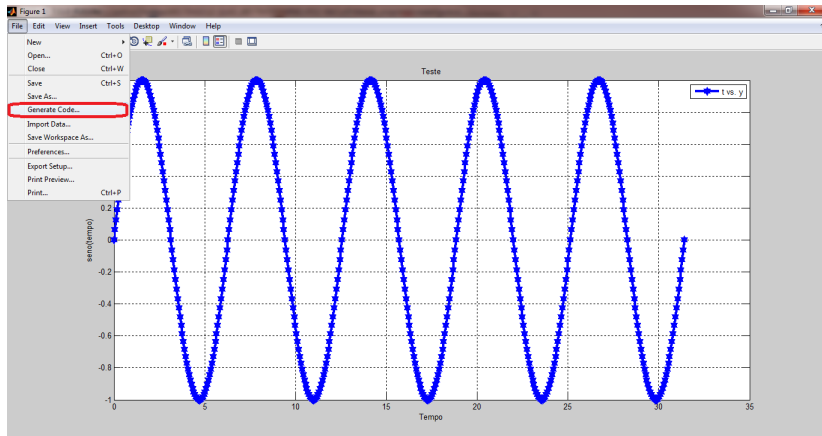 Figure 1
File Edit View Insert Tools Desktop Window Help
New
Open... Ctrl+O
Close Ctrl+W
Save Ctrl+S
Save As...
Generate Code...
Import Data...
Save Workspace As...
Preferences...
Export Setup...
Print Preview...
Print... Ctrl+P
Teste
t vs. y
0.2
0
-0.2
-0.4
-0.6
-0.8
-1
seno(tempo)
0 5 10 15 20 25 30 35
Tempo